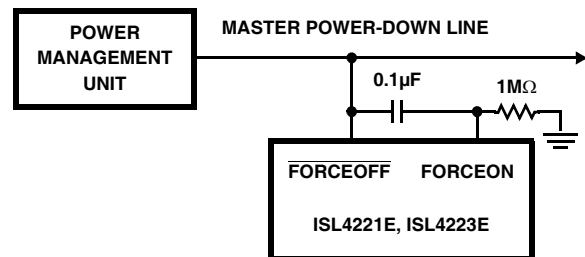 POWER
MANAGEMENT
UNIT
MASTER POWER-DOWN LINE
0.1µF
1MΩ
FORCEOFF FORCEON
ISL4221E, ISL4223E